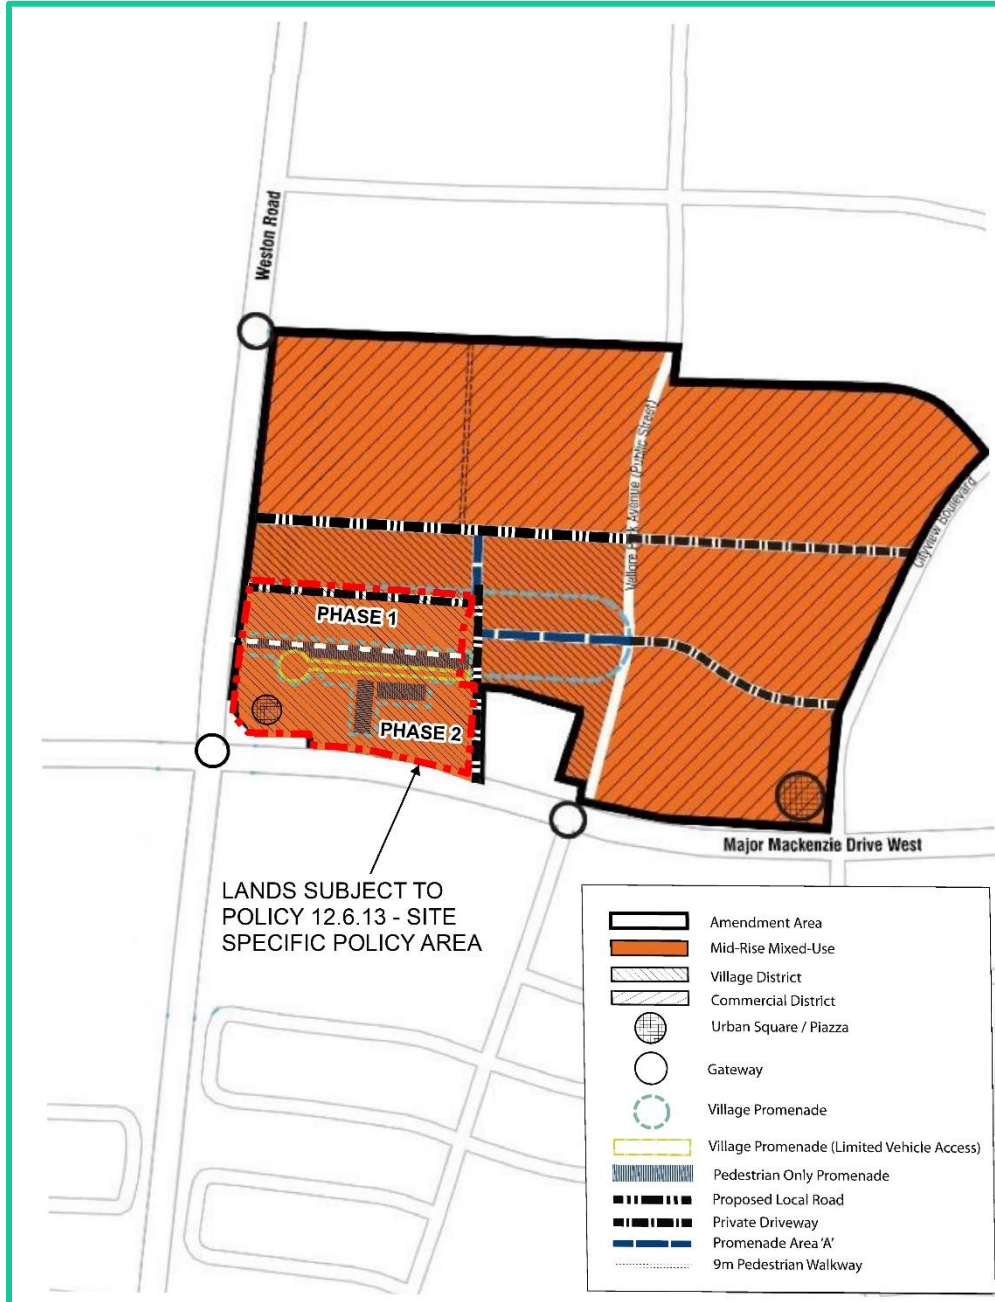 Weston Road
Vellore Park Avenue (Public Street)
Cityview Boulevard
PHASE 1
PHASE 2
Major Mackenzie Drive West
LANDS SUBJECT TO
POLICY 12.6.13 - SITE
SPECIFIC POLICY AREA
Amendment Area
Mid-Rise Mixed-Use
Village District
Commercial District
Urban Square / Piazza
Gateway
Village Promenade
Village Promenade (Limited Vehicle Access)
Pedestrian Only Promenade
Proposed Local Road
Private Driveway
Promenade Area 'A'
9m Pedestrian Walkway